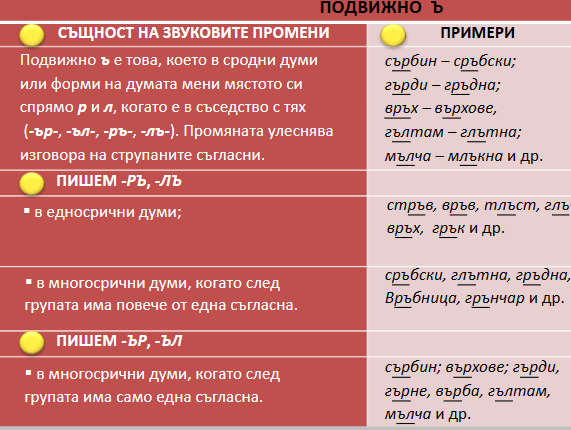 ПОДВИЖНО Ъ
СЪЩНОСТ НА ЗВУКОВИТЕ ПРОМЕНИ
ПРИМЕРИ
Подвижно ъ е това, което в сродни думи
или форми на думата мени мястото си
спрямо р и л, когато е в съседство с тях
(-ър-, -ъл-, -ръ-, -лъ-). Промяната улеснява
изговора на струпаните съгласни.
сърбин – сръбски;
гърди – гръдна;
връх – върхове,
гълтам – глътна;
мълча – млъкна и др.
ПИШЕМ -РЪ, -ЛЪ
▪ в едносрични думи;
стръв, връв, тлъст, глъ
връх, грък и др.
▪ в многосрични думи, когато след
групата има повече от една съгласна.
сръбски, глътна, гръдна,
Връбница, грънчар и др.
ПИШЕМ -ЪР, -ЪЛ
▪ в многосрични думи, когато след
групата има само една съгласна.
сърбин; върхове; гърди,
гърне, върба, гълтам,
мълча и др.